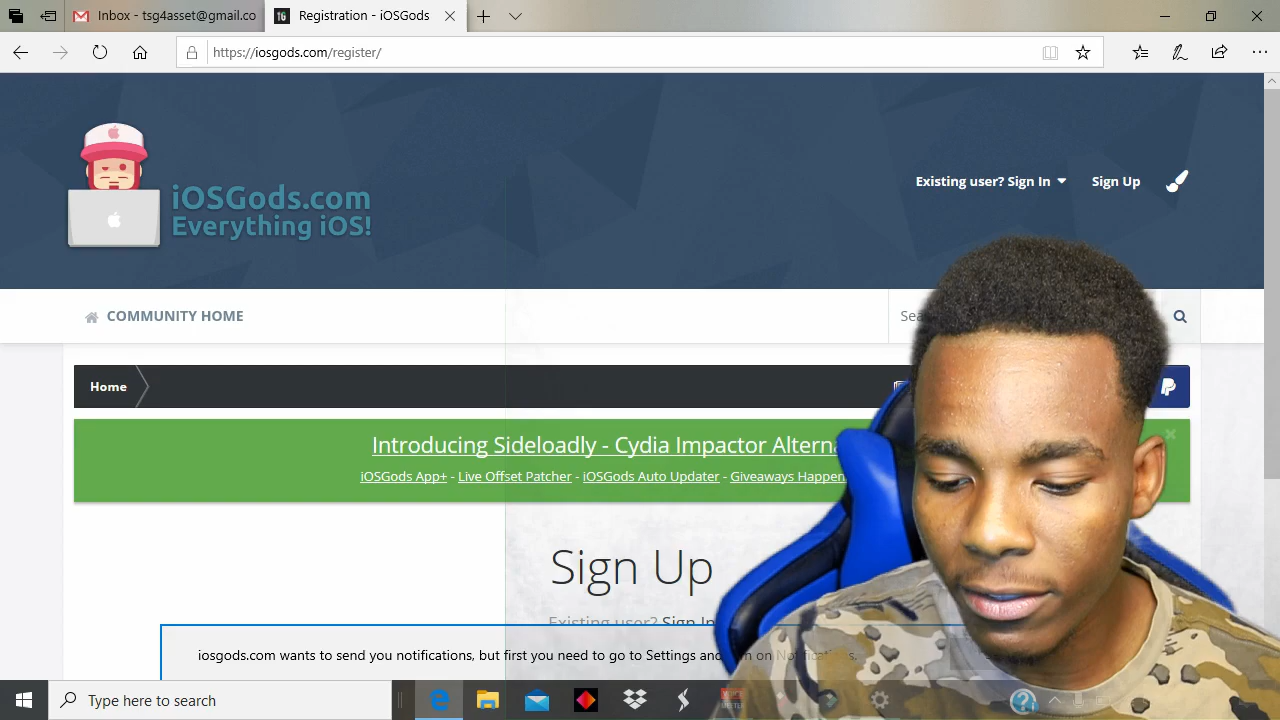 Inbox - tsg4asset@gmail.co
Registration - iOSGods
https://iosgods.com/register/
iOSGods.com
Everything iOS!
Existing user? Sign In
Sign Up
COMMUNITY HOME
Home
Introducing Sideloadly - Cydia Impactor Alterna
iOSGods App+ - Live Offset Patcher - iOSGods Auto Updater - Giveaways Happen
Sign Up
Existing user? Sign In
iosgods.com wants to send you notifications, but first you need to go to Settings and turn on Notifications.
Type here to search